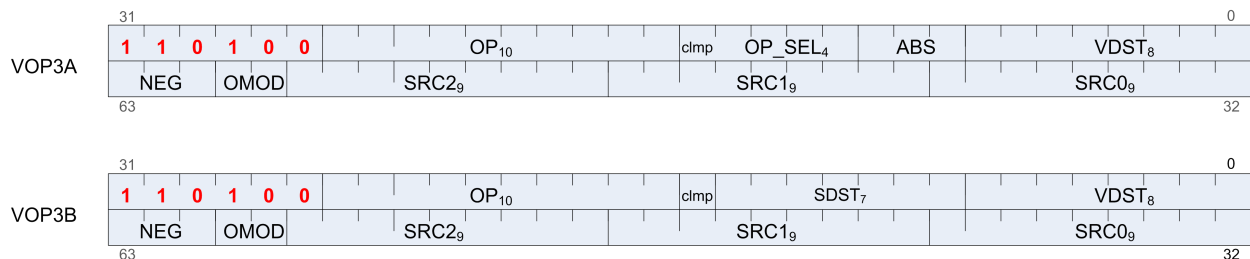 31 0
VOP3A 1 1 0 1 0 0 OP₁₀ clmp OP_SEL₄ ABS VDST₈
NEG OMOD SRC2₉ SRC1₉ SRC0₉
63 32
31 0
VOP3B 1 1 0 1 0 0 OP₁₀ clmp SDST₇ VDST₈
NEG OMOD SRC2₉ SRC1₉ SRC0₉
63 32